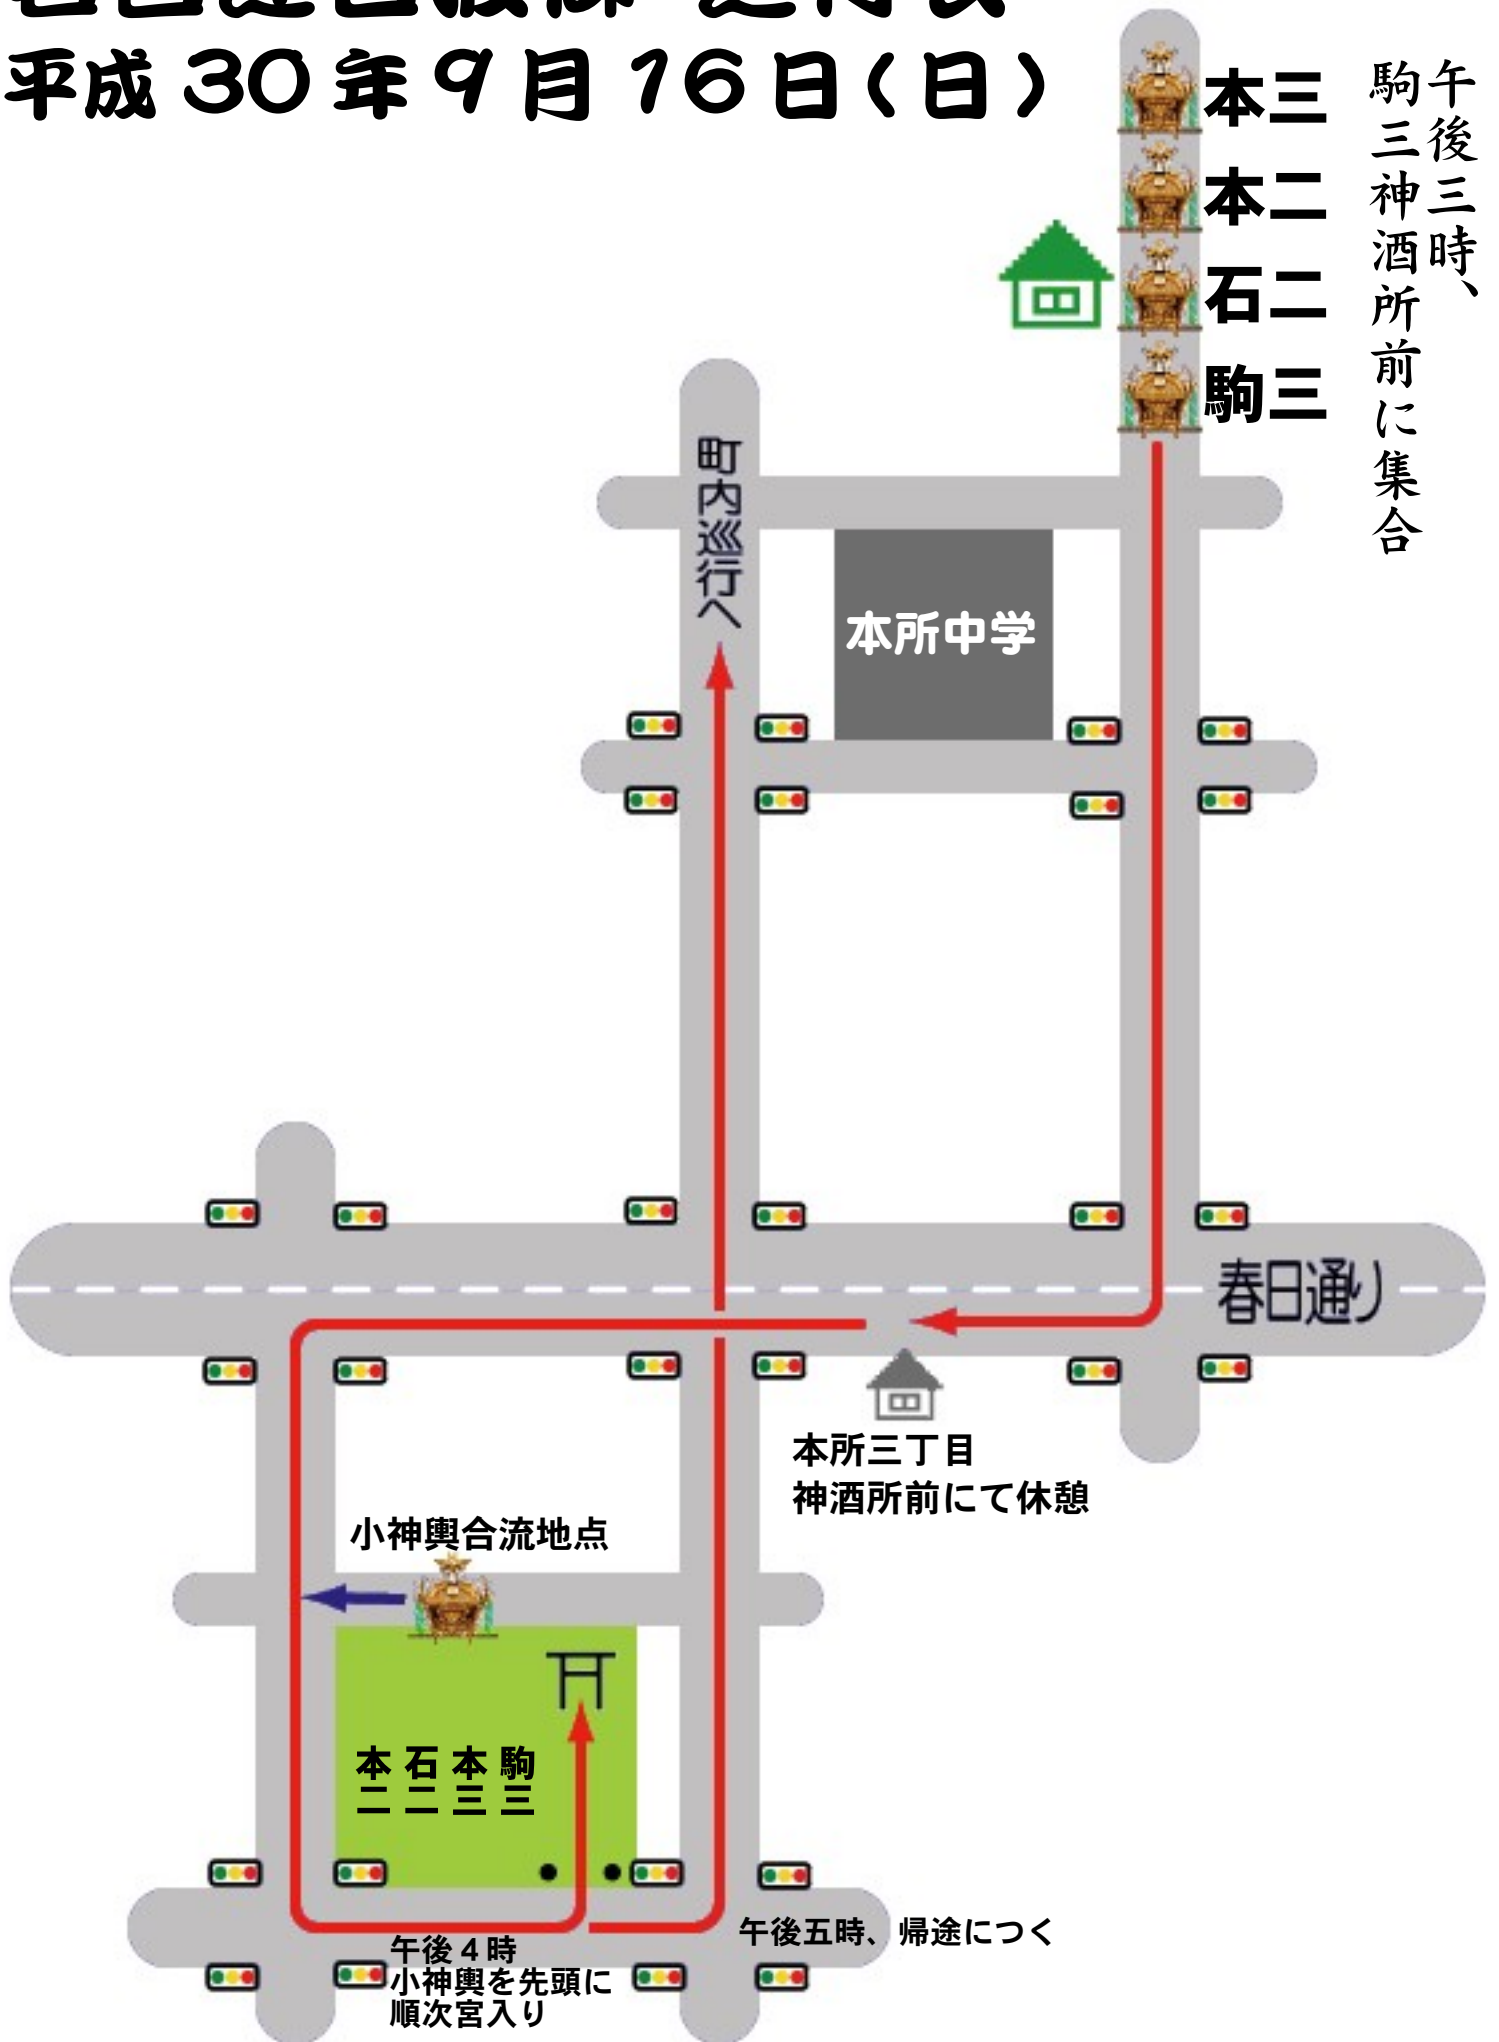 平成30年9月16日(日)
午後三時、
駒三神酒所前に集合
本三
本二
石二
駒三
町内巡行へ
本所中学
春日通り
本所三丁目
神酒所前にて休憩
小神輿合流地点
駒三
本三
石二
本二
午後五時、帰途につく
午後４時
小神輿を先頭に
順次宮入り